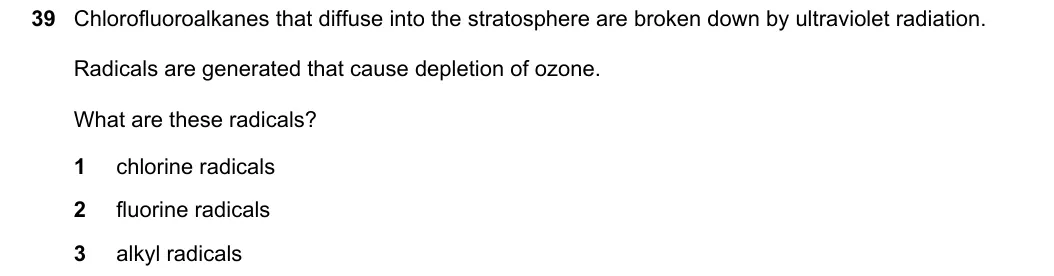 39 Chlorofluoroalkanes that diffuse into the stratosphere are broken down by ultraviolet radiation.
Radicals are generated that cause depletion of ozone.
What are these radicals?
1 chlorine radicals
2 fluorine radicals
3 alkyl radicals